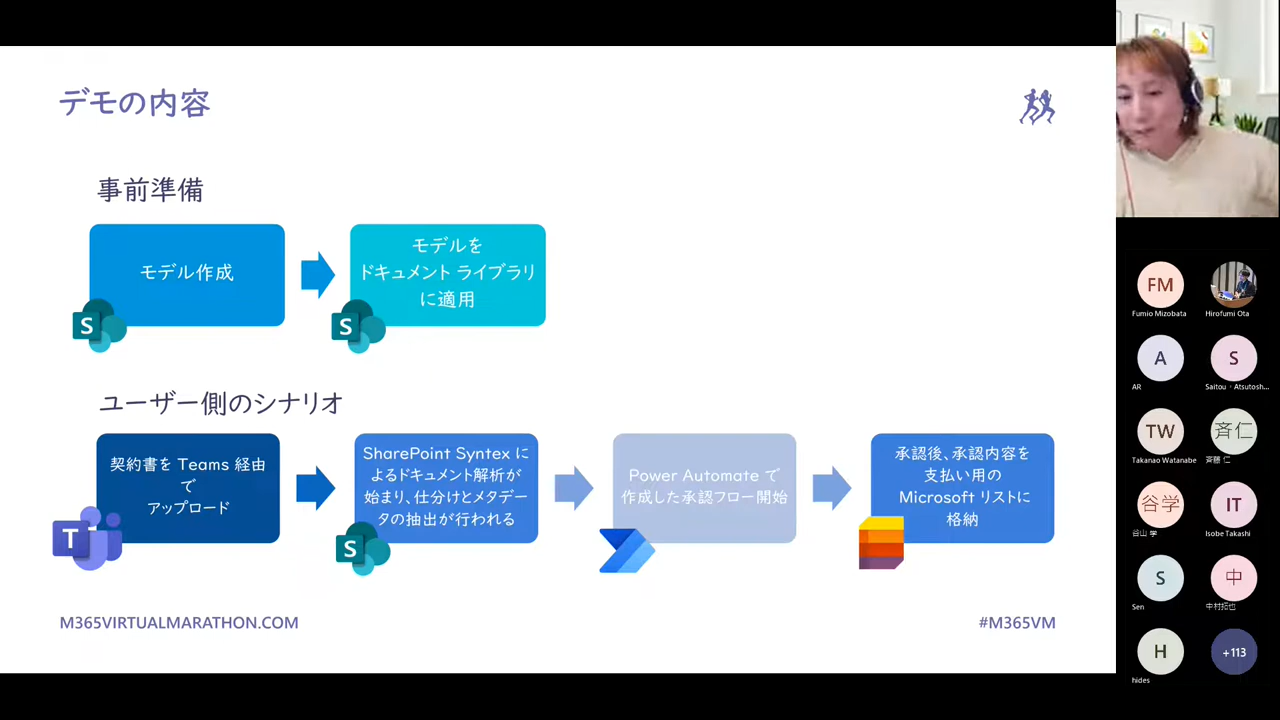 デモの内容
事前準備
モデル作成
S
モデルを
ドキュメント ライブラリ
に適用
S
ユーザー側のシナリオ
契約書を Teams 経由
で
アップロード
T
SharePoint Syntex に
よるドキュメント解析が
始まり、仕分けとメタデー
タの抽出が行われる
S
Power Automate で
作成した承認フロー開始
承認後、承認内容を
支払い用の
Microsoft リストに
格納
M365VIRTUALMARATHON.COM
#M365VM
FM
Fumio Mizobata
Hirofumi Ota
A
AR
S
Saitou・Atsutosh...
TW
Takanao Watanabe
斉仁
斉藤 仁
谷学
谷山 学
IT
Isobe Takashi
S
Sen
中
中村拓也
H
hides
+113